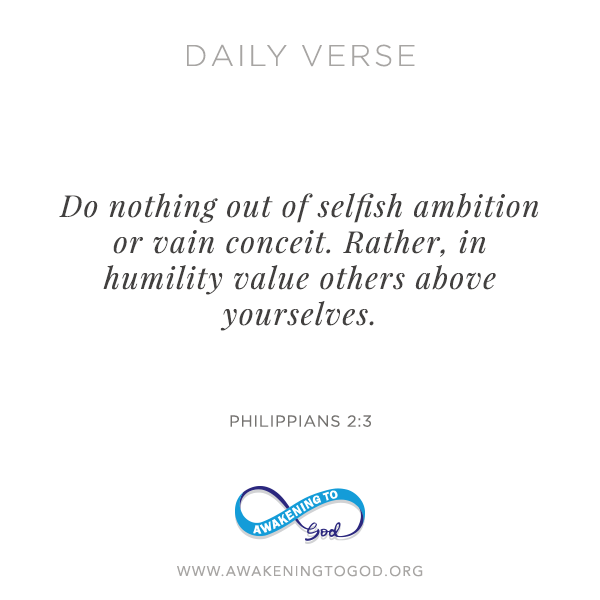 DAILY VERSE
Do nothing out of selfish ambition
or vain conceit. Rather, in
humility value others above
yourselves.
PHILIPPIANS 2:3
AWAKENING TO
God
WWW.AWAKENINGTOGOD.ORG